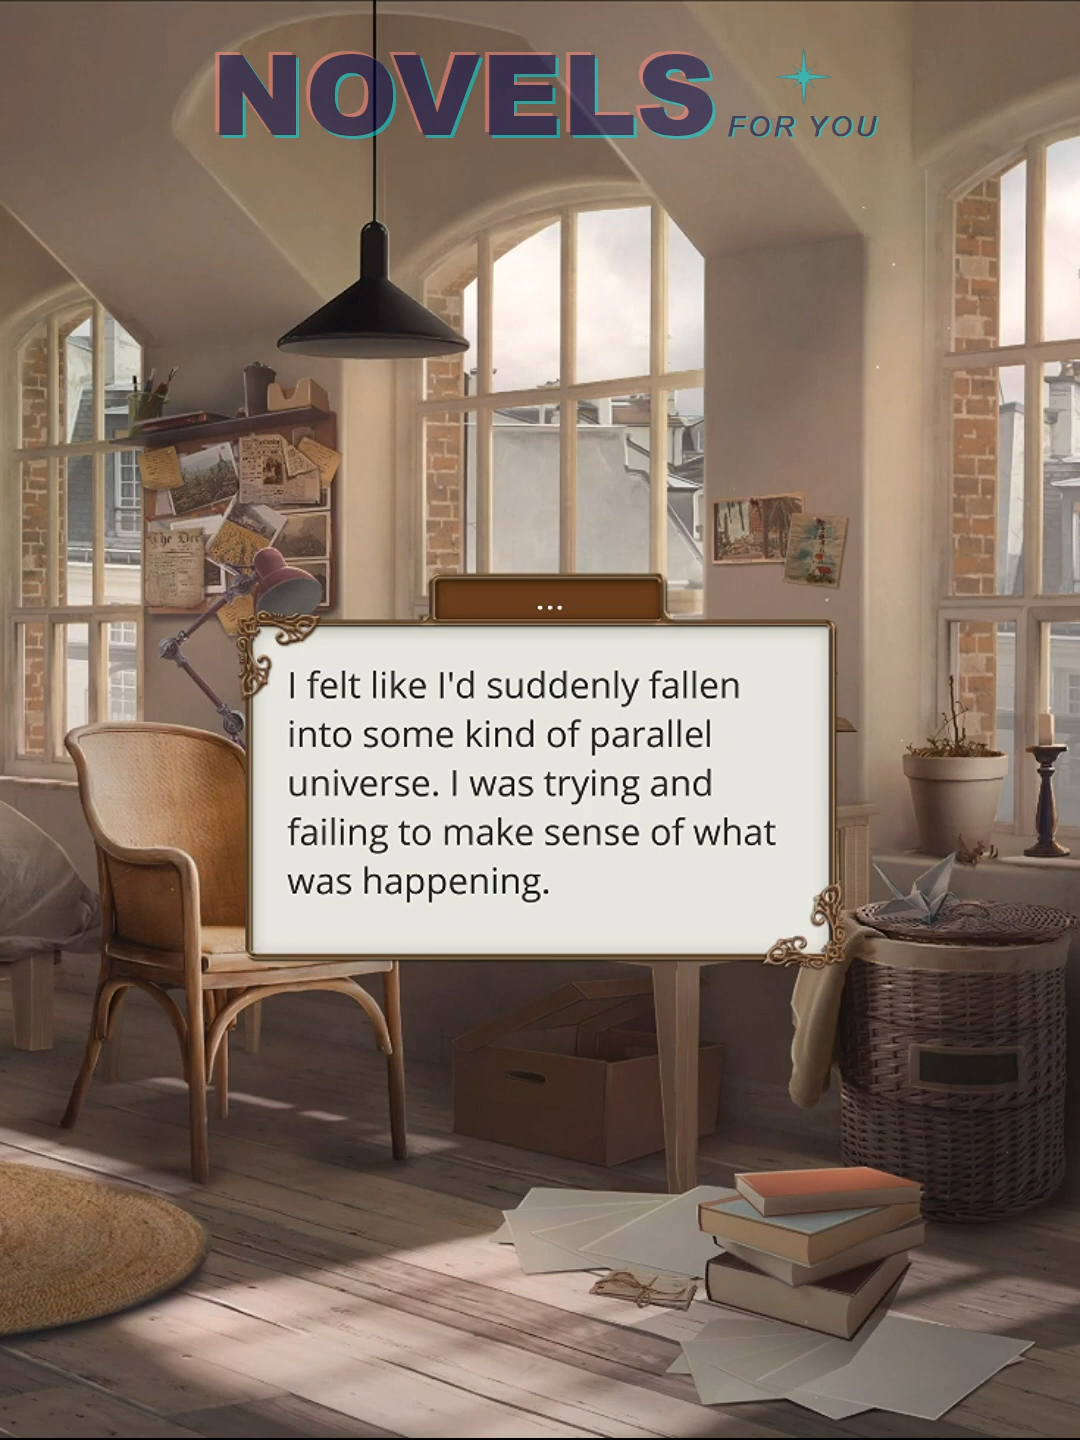 NOVELS
FOR YOU
...
I felt like I'd suddenly fallen
into some kind of parallel
universe. I was trying and
failing to make sense of what
was happening.